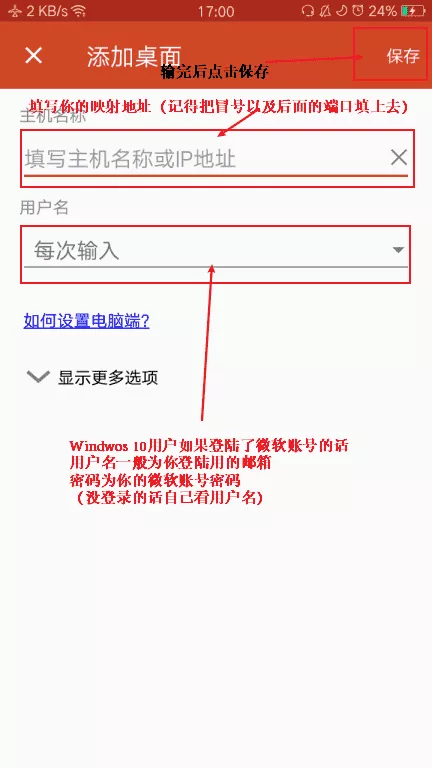 2 KB/s 17:00 24%
添加桌面 保存
输完后点击保存
填写你的映射地址（记得把冒号以及后面的端口填上去）
主机名称
填写主机名称或IP地址
用户名
每次输入
如何设置电脑端?
显示更多选项
Windwos 10用户如果登陆了微软账号的话
用户名一般为你登陆用的邮箱
密码为你的微软账号密码
（没登录的话自己看用户名）